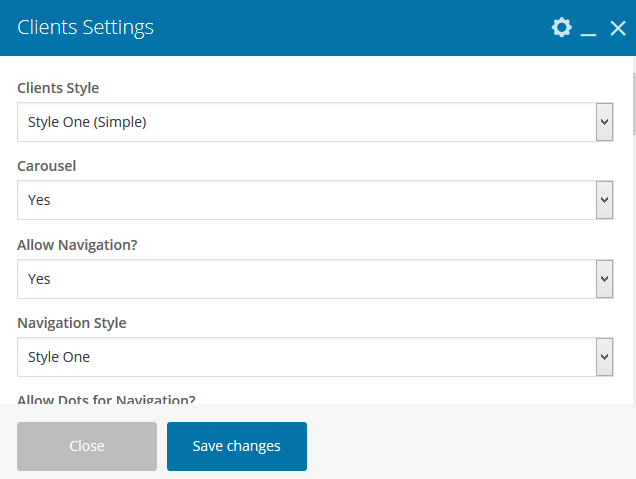 Clients Settings
Clients Style
Style One (Simple)
Carousel
Yes
Allow Navigation?
Yes
Navigation Style
Style One
Allow Dots for Navigation?
Close
Save changes